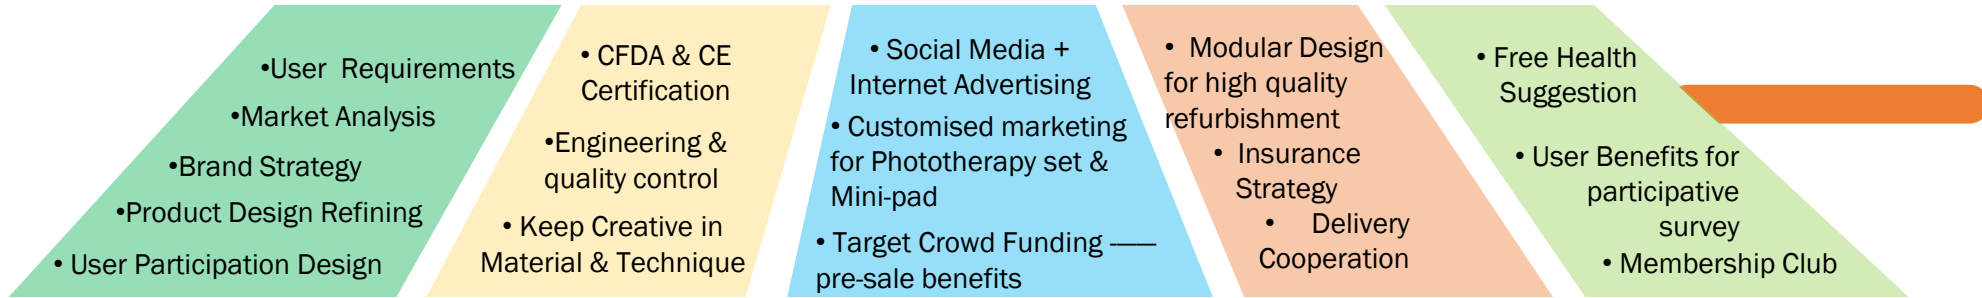 •User Requirements
•Market Analysis
•Brand Strategy
•Product Design Refining
• User Participation Design
• CFDA & CE
Certification
•Engineering &
quality control
• Keep Creative in
Material & Technique
• Social Media +
Internet Advertising
• Customised marketing
for Phototherapy set &
Mini-pad
• Target Crowd Funding -——
pre-sale benefits
• Modular Design
for high quality
refurbishment
• Insurance
Strategy
• Delivery
Cooperation
• Free Health
Suggestion
• User Benefits for
participative
survey
• Membership Club